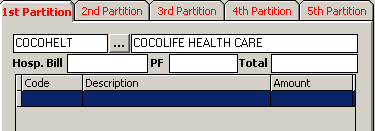 1st Partition 2nd Partition 3rd Partition 4th Partition 5th Partition
COCOHELT ... COCOLIFE HEALTH CARE
Hosp. Bill PF Total
Code Description Amount